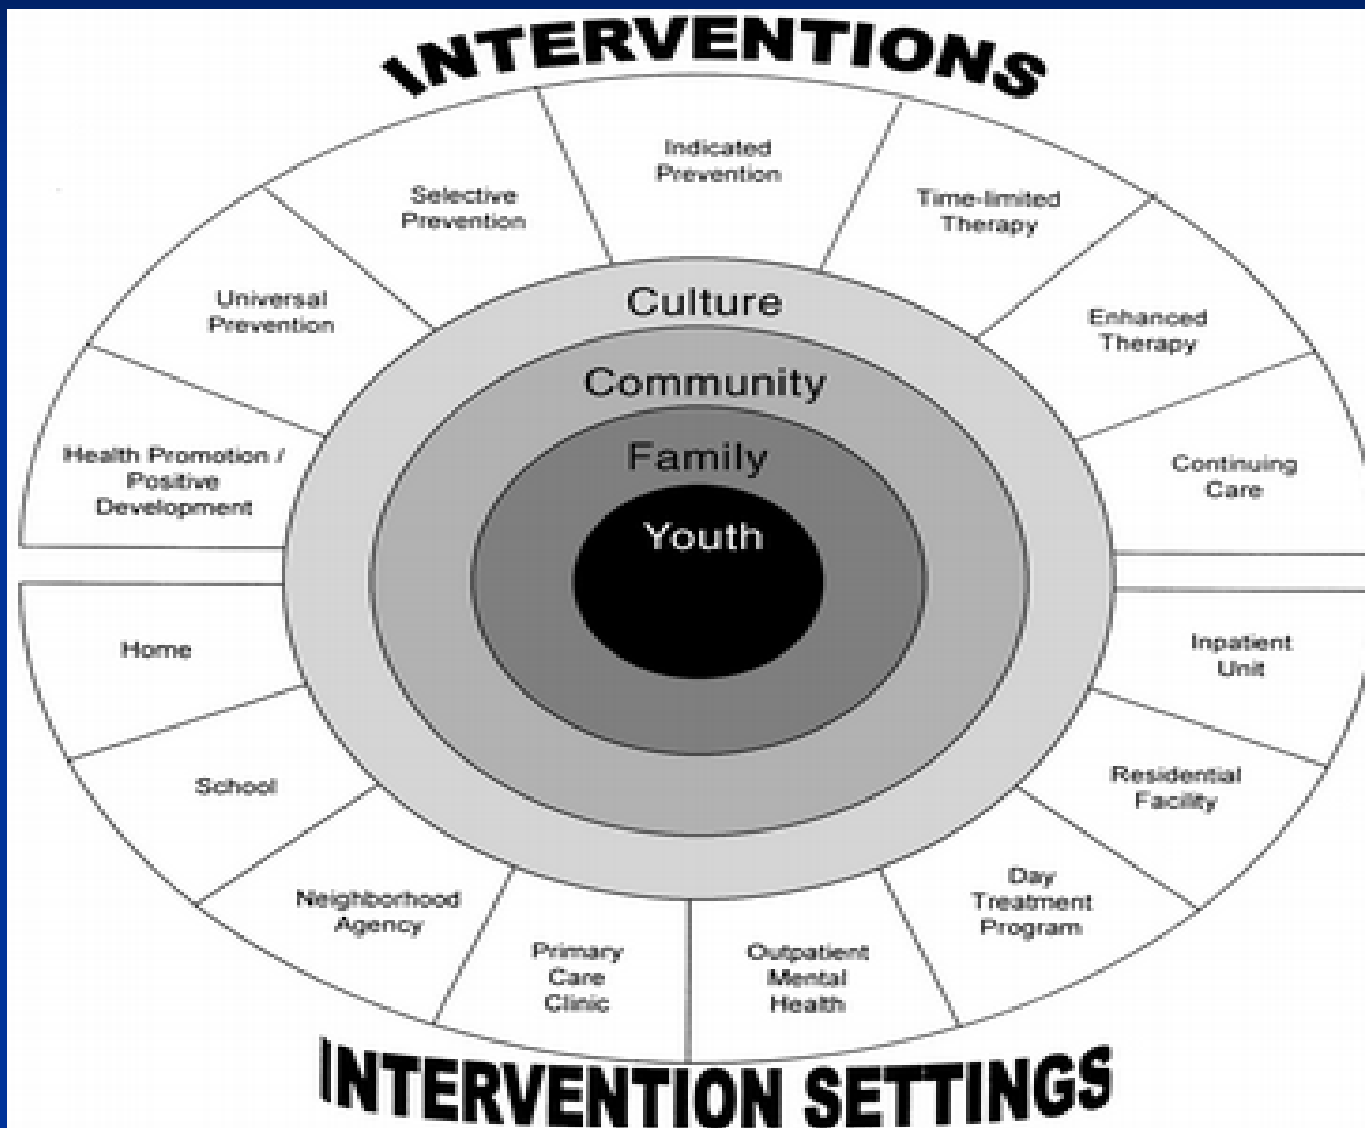 INTERVENTIONS
Indicated
Prevention
Selective
Prevention
Time-limited
Therapy
Universal
Prevention
Enhanced
Therapy
Health Promotion /
Positive
Development
Continuing
Care
Culture
Community
Family
Youth
Home
Inpatient
Unit
School
Residential
Facility
Neighborhood
Agency
Day
Treatment
Program
Primary
Care
Clinic
Outpatient
Mental
Health
INTERVENTION SETTINGS